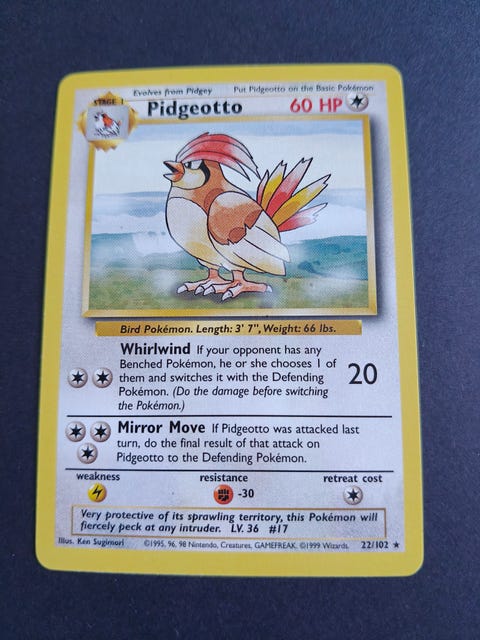 Evolves from Pidgey Put Pidgeotto on the Basic Pokémon
STAGE 1
Pidgeotto 60 HP
Bird Pokémon. Length: 3' 7", Weight: 66 lbs.
Whirlwind If your opponent has any
Benched Pokémon, he or she chooses 1 of
them and switches it with the Defending
Pokémon. (Do the damage before switching
the Pokémon.)
20
Mirror Move If Pidgeotto was attacked last
turn, do the final result of that attack on
Pidgeotto to the Defending Pokémon.
weakness resistance retreat cost
-30
Very protective of its sprawling territory, this Pokémon will
fiercely peck at any intruder. LV. 36 #17
Illus. Ken Sugimori ©1995, 96, 98 Nintendo, Creatures, GAMEFREAK. ©1999 Wizards. 22/102 ★